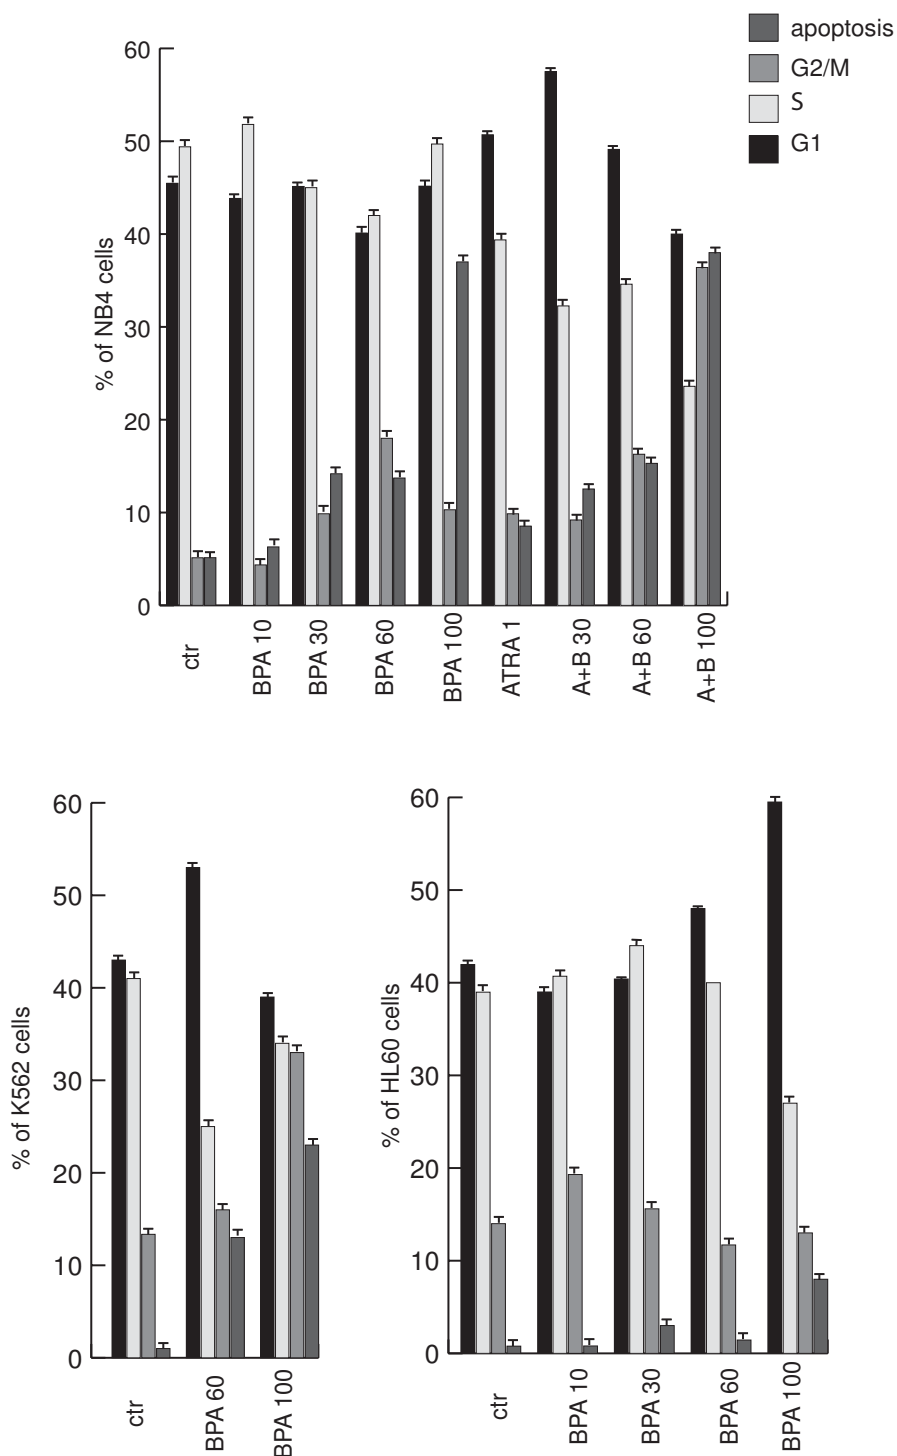 apoptosis
G2/M
S
G1
60
50
40
30
20
10
0
% of NB4 cells
ctr
BPA 10
BPA 30
BPA 60
BPA 100
ATRA 1
A+B 30
A+B 60
A+B 100
60
50
40
30
20
10
0
% of K562 cells
ctr
BPA 60
BPA 100
60
50
40
30
20
10
0
% of HL60 cells
ctr
BPA 10
BPA 30
BPA 60
BPA 100